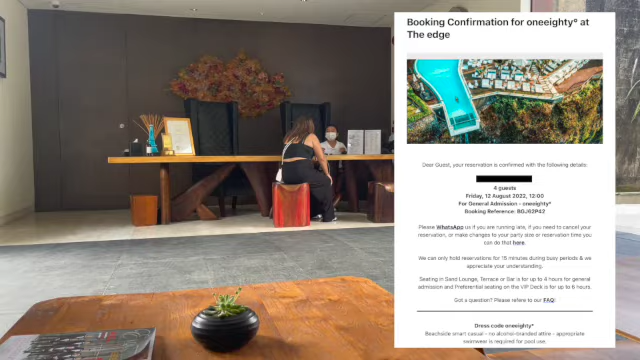 Booking Confirmation for oneeighty° at
The edge
Dear Guest, your reservation is confirmed with the following details:
4 guests
Friday, 12 August 2022, 12:00
For General Admission - oneeighty°
Booking Reference: BGJ62P42
Please WhatsApp us if you are running late, if you need to cancel your
reservation, or make changes to your party size or reservation time you
can do that here.
We can only hold reservations for 15 minutes during busy periods & we
appreciate your understanding.
Seating in Sand Lounge, Terrace or Bar is for up to 4 hours for general
admission and Preferential seating on the VIP Deck is for up to 6 hours.
Got a question? Please refer to our FAQ!
Dress code oneeighty°
Beachside smart casual - no alcohol-branded attire - appropriate
swimwear is required for pool use.